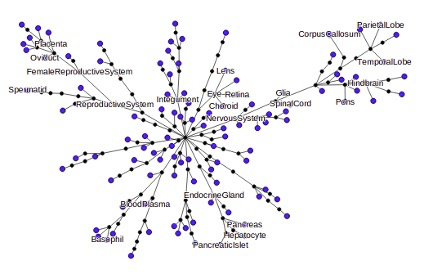 ParietalLobe
CorpusCallosum
Placenta
Oviduct
TemporalLobe
FemaleReproductiveSystem
Lens
Hindbrain
Spermatid
Eye-Retina
Glia
Integument
Pons
ReproductiveSystem
Choroid
SpinalCord
NervousSystem
EndocrineGland
BloodPlasma
Pancreas
Basophil
Hepatocyte
PancreaticIslet